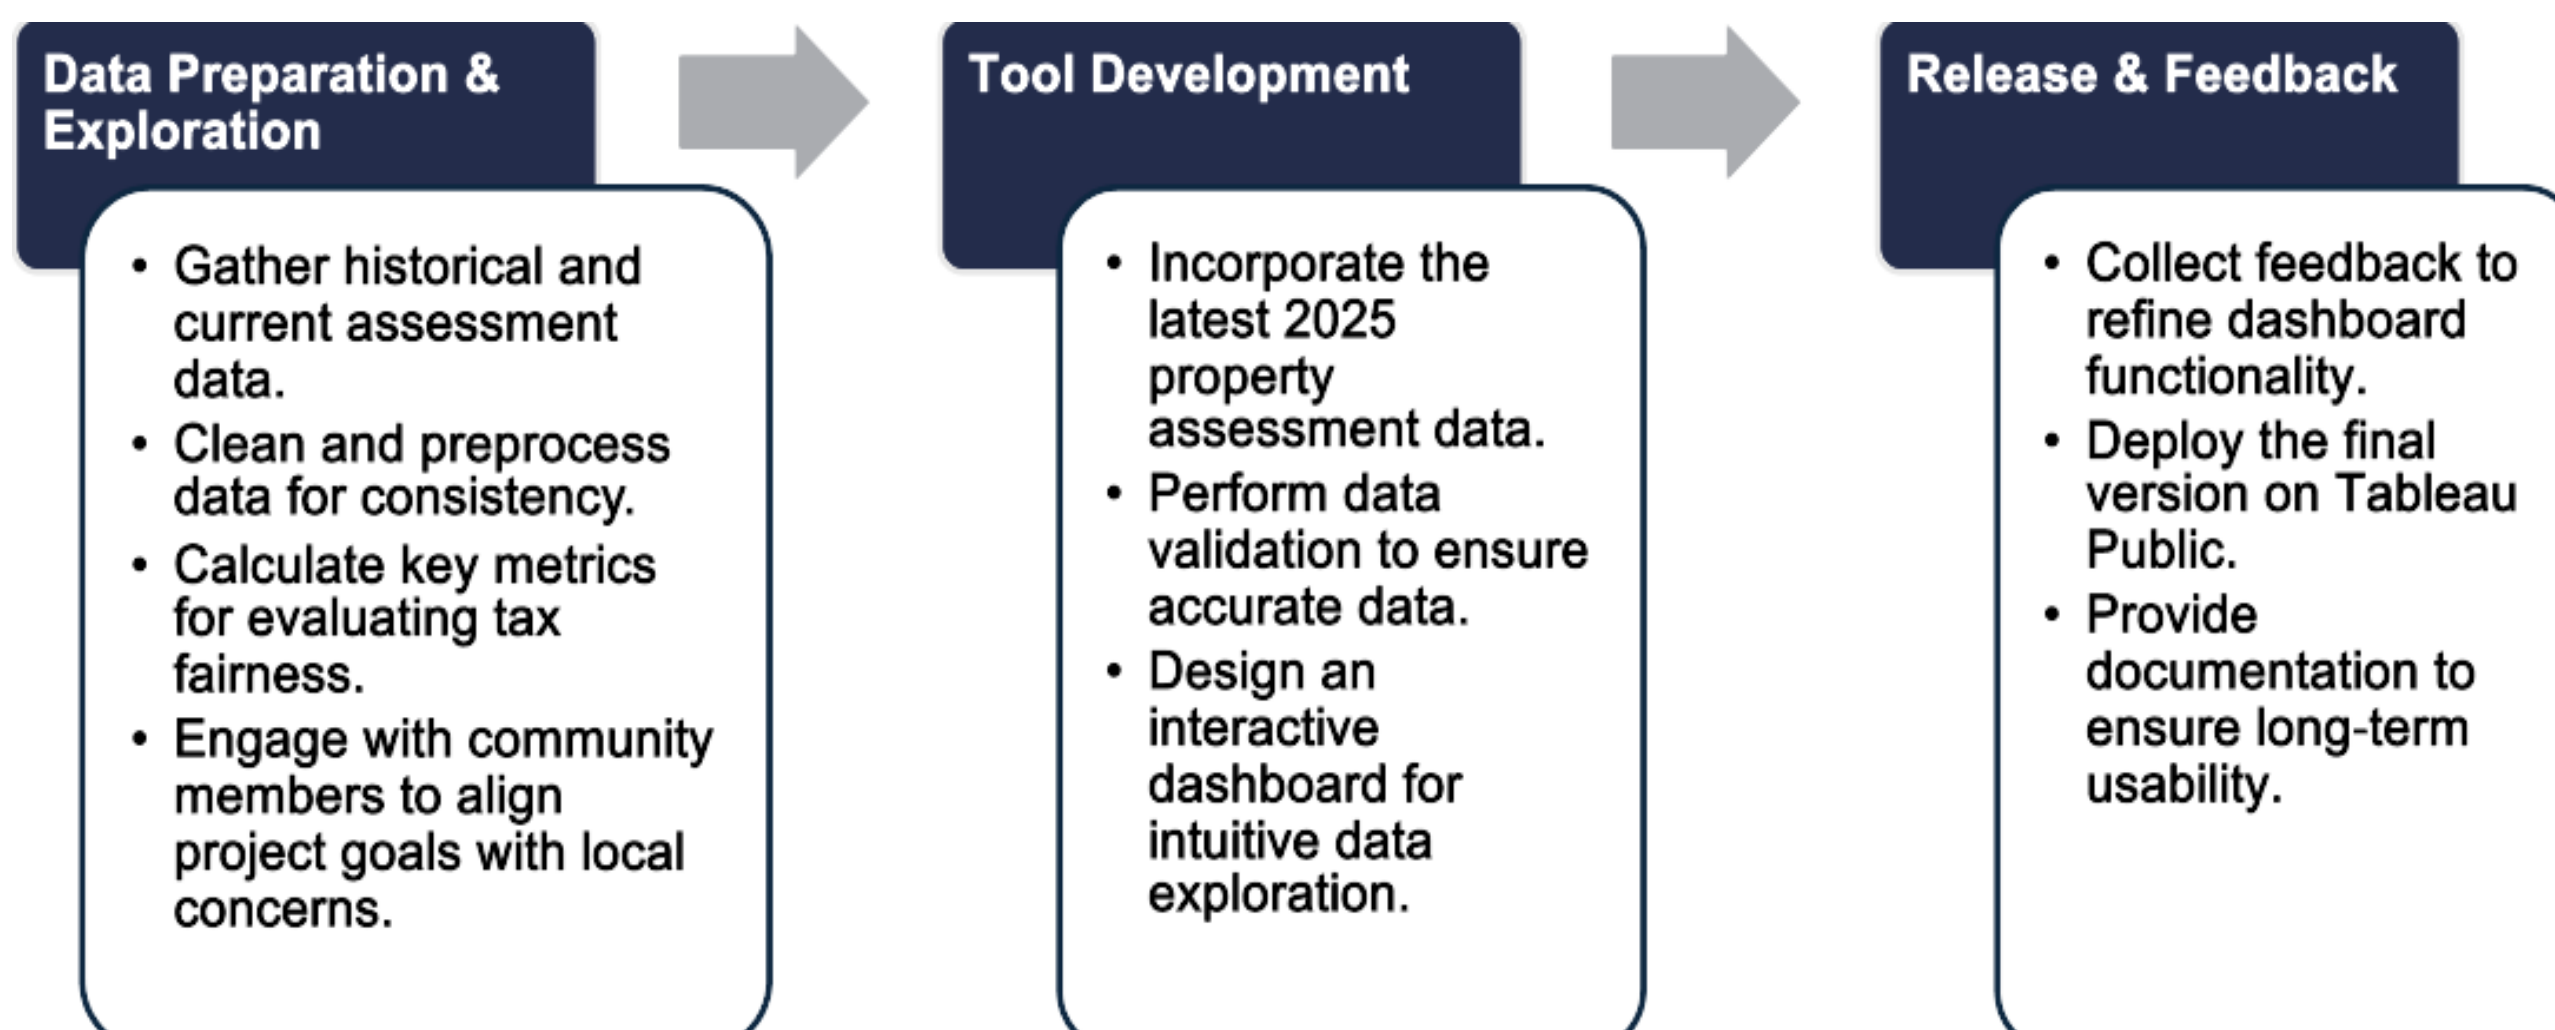 Data Preparation &
Exploration
• Gather historical and
current assessment
data.
• Clean and preprocess
data for consistency.
• Calculate key metrics
for evaluating tax
fairness.
• Engage with community
members to align
project goals with local
concerns.
Tool Development
• Incorporate the
latest 2025
property
assessment data.
• Perform data
validation to ensure
accurate data.
• Design an
interactive
dashboard for
intuitive data
exploration.
Release & Feedback
• Collect feedback to
refine dashboard
functionality.
• Deploy the final
version on Tableau
Public.
• Provide
documentation to
ensure long-term
usability.